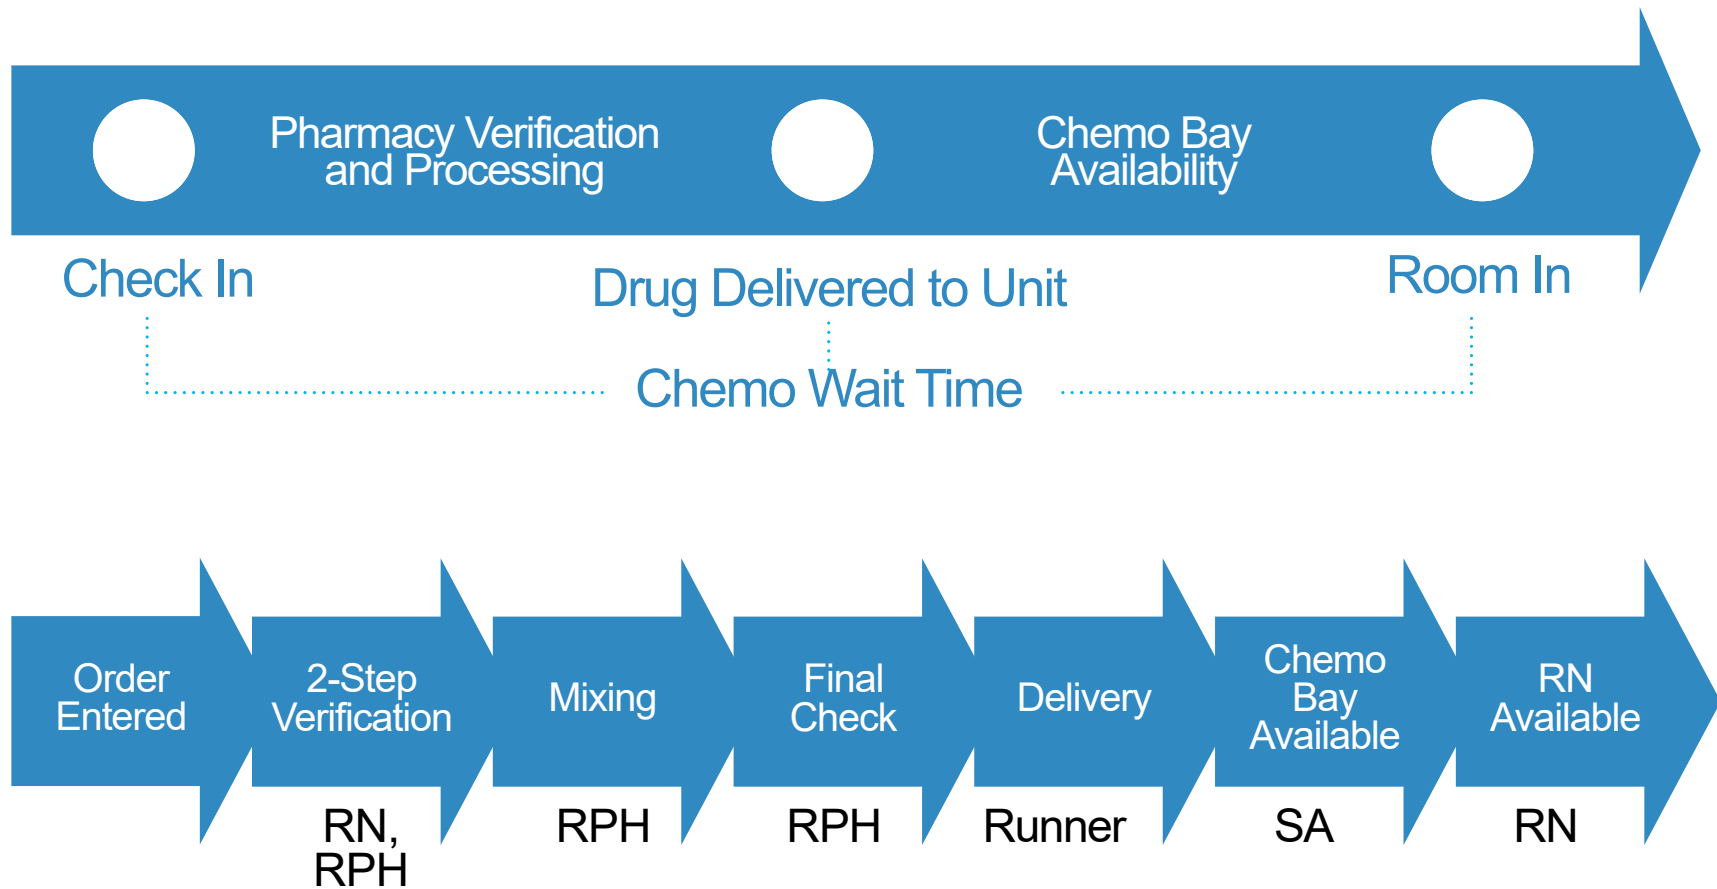 Pharmacy Verification
and Processing
Chemo Bay
Availability
Check In
Drug Delivered to Unit
Room In
Chemo Wait Time
Order
Entered
2-Step
Verification
Mixing
Final
Check
Delivery
Chemo
Bay
Available
RN
Available
RN,
RPH
RPH
RPH
Runner
SA
RN